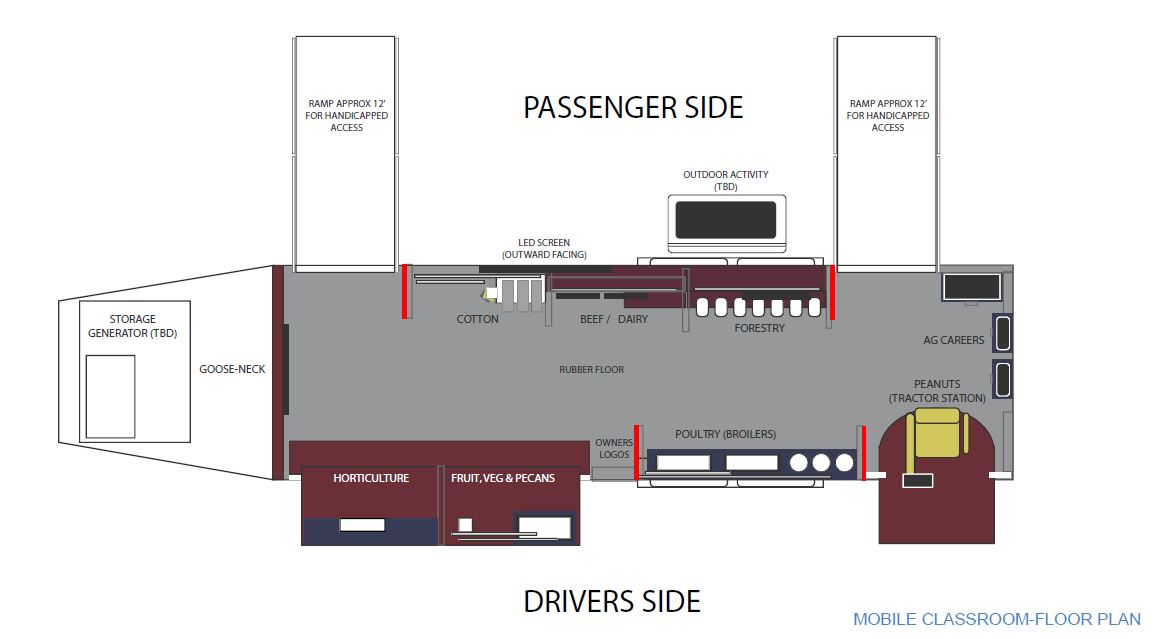 RAMP APPROX 12'
FOR HANDICAPPED
ACCESS
PASSENGER SIDE
RAMP APPROX 12'
FOR HANDICAPPED
ACCESS
OUTDOOR ACTIVITY
(TBD)
LED SCREEN
(OUTWARD FACING)
STORAGE
GENERATOR (TBD)
GOOSE-NECK
COTTON
BEEF / DAIRY
FORESTRY
AG CAREERS
RUBBER FLOOR
PEANUTS
(TRACTOR STATION)
OWNERS
LOGOS
POULTRY (BROILERS)
HORTICULTURE
FRUIT, VEG & PECANS
DRIVERS SIDE
MOBILE CLASSROOM-FLOOR PLAN